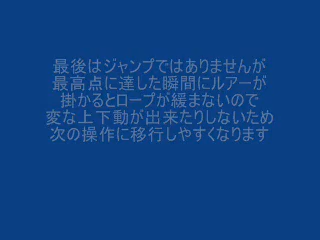 最後はジャンプではありませんが
最高点に達した瞬間にルアーが
掛かるとロープが緩まないので
変な上下動が出来たりしないため
次の操作に移行しやすくなります